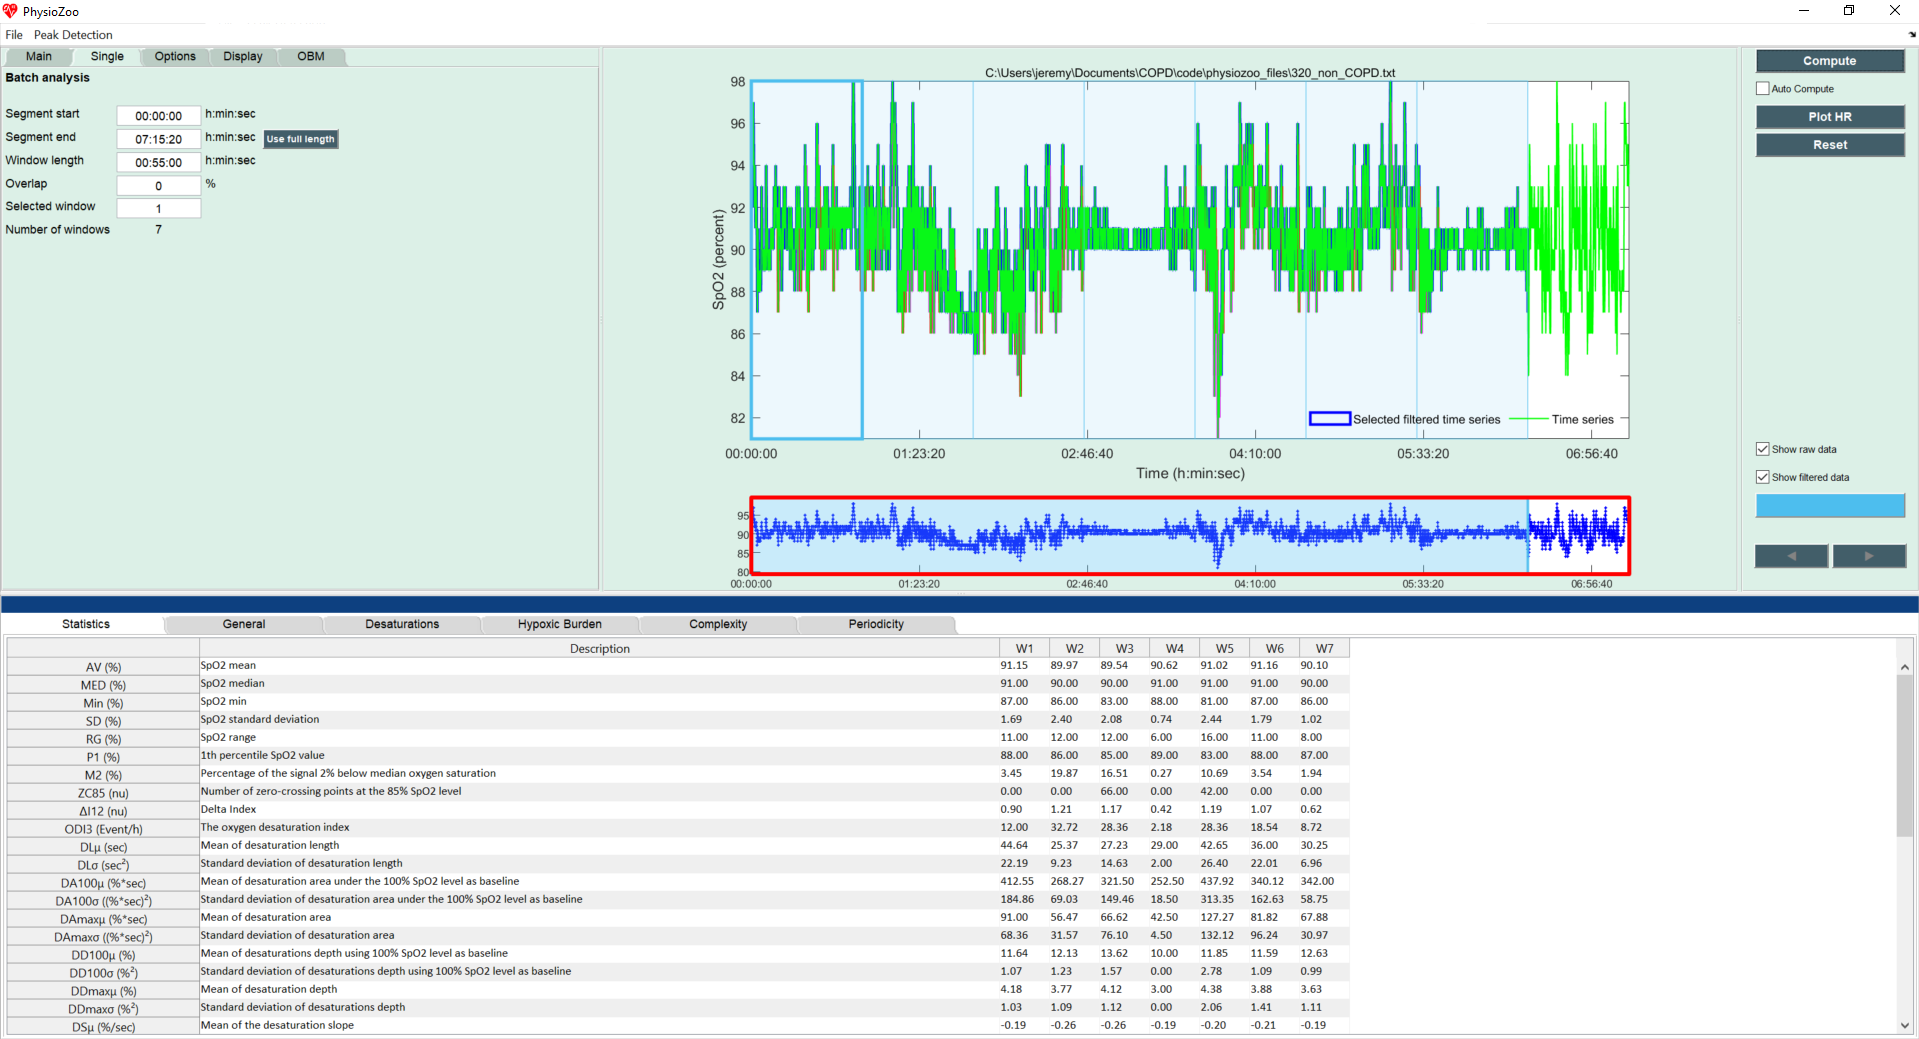 PhysioZoo
File Peak Detection
Main Single Options Display OBM
Batch analysis
Segment start 00:00:00 h:min:sec
Segment end 07:15:20 h:min:sec Use full length
Window length 00:55:00 h:min:sec
Overlap 0 %
Selected window 1
Number of windows 7
C:\Users\jeremy\Documents\COPD\code\physiozoo_files\320_non_COPD.txt
98
96
94
92
90
88
86
84
82
SpO2 (percent)
Selected filtered time series Time series
00:00:00 01:23:20 02:46:40 04:10:00 05:33:20 06:56:40
Time (h:min:sec)
95
90
85
80
00:00:00 01:23:20 02:46:40 04:10:00 05:33:20 06:56:40
Compute
Auto Compute
Plot HR
Reset
Show raw data
Show filtered data
Statistics General Desaturations Hypoxic Burden Complexity Periodicity
Description W1 W2 W3 W4 W5 W6 W7
AV (%) SpO2 mean 91.15 89.97 89.54 90.62 91.02 91.16 90.10
MED (%) SpO2 median 91.00 90.00 90.00 91.00 91.00 91.00 90.00
Min (%) SpO2 min 87.00 86.00 83.00 88.00 81.00 87.00 86.00
SD (%) SpO2 standard deviation 1.69 2.40 2.08 0.74 2.44 1.79 1.02
RG (%) SpO2 range 11.00 12.00 12.00 6.00 16.00 11.00 8.00
P1 (%) 1th percentile SpO2 value 88.00 86.00 85.00 89.00 83.00 88.00 87.00
M2 (%) Percentage of the signal 2% below median oxygen saturation 3.45 19.87 16.51 0.27 10.69 3.54 1.94
ZC85 (nu) Number of zero-crossing points at the 85% SpO2 level 0.00 0.00 66.00 0.00 42.00 0.00 0.00
ΔI12 (nu) Delta Index 0.90 1.21 1.17 0.42 1.19 1.07 0.62
ODI3 (Event/h) The oxygen desaturation index 12.00 32.72 28.36 2.18 28.36 18.54 8.72
DLμ (sec) Mean of desaturation length 44.64 25.37 27.23 29.00 42.65 36.00 30.25
DLσ (sec²) Standard deviation of desaturation length 22.19 9.23 14.63 2.00 26.40 22.01 6.96
DA100μ (%*sec) Mean of desaturation area under the 100% SpO2 level as baseline 412.55 268.27 321.50 252.50 437.92 340.12 342.00
DA100σ ((%*sec)²) Standard deviation of desaturation area under the 100% SpO2 level as baseline 184.86 69.03 149.46 18.50 313.35 162.63 58.75
DAmaxμ (%*sec) Mean of desaturation area 91.00 56.47 66.62 42.50 127.27 81.82 67.88
DAmaxσ ((%*sec)²) Standard deviation of desaturation area 68.36 31.57 76.10 4.50 132.12 96.24 30.97
DD100μ (%) Mean of desaturations depth using 100% SpO2 level as baseline 11.64 12.13 13.62 10.00 11.85 11.59 12.63
DD100σ (%²) Standard deviation of desaturations depth using 100% SpO2 level as baseline 1.07 1.23 1.57 0.00 2.78 1.09 0.99
DDmaxμ (%) Mean of desaturation depth 4.18 3.77 4.12 3.00 4.38 3.88 3.63
DDmaxσ (%²) Standard deviation of desaturations depth 1.03 1.09 1.12 0.00 2.06 1.41 1.11
DSμ (%/sec) Mean of the desaturation slope -0.19 -0.26 -0.26 -0.19 -0.20 -0.21 -0.19